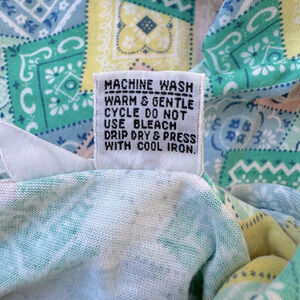 MACHINE WASH
WARM & GENTLE
CYCLE DO NOT
USE BLEACH
DRIP DRY & PRESS
WITH COOL IRON.